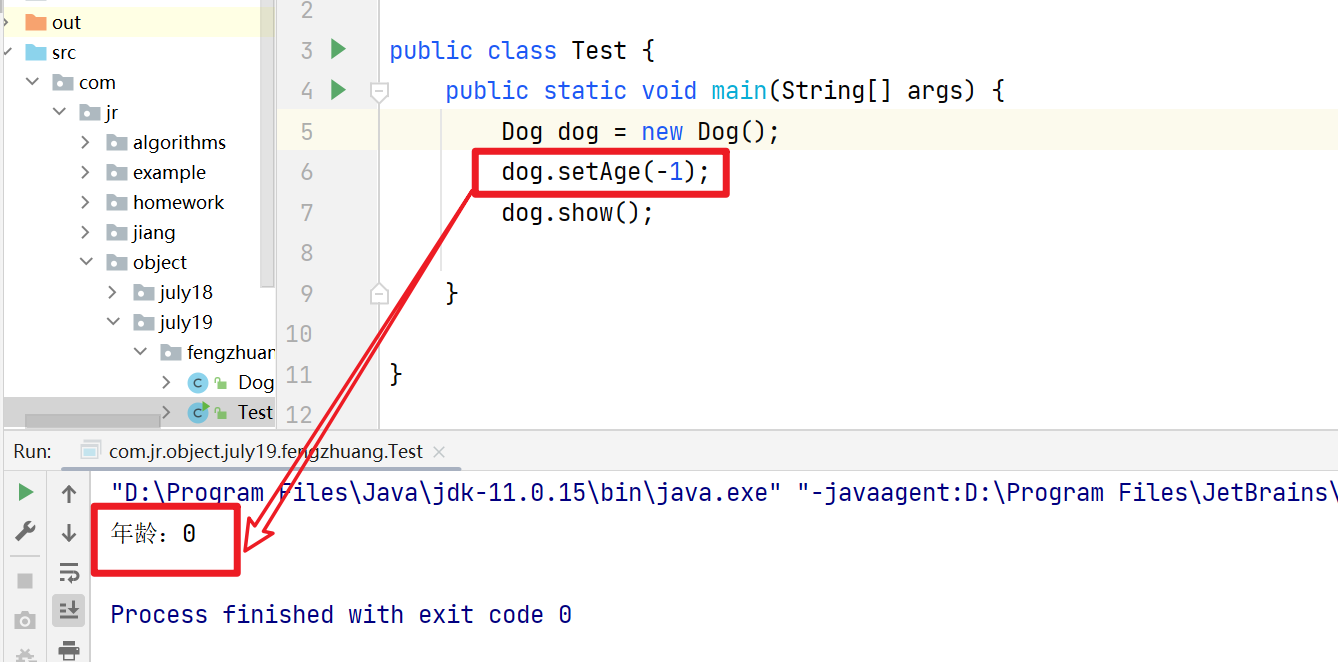 out
src
com
jr
algorithms
example
homework
jiang
object
july18
july19
fengzhuan
Dog
Test
2
3 public class Test {
4 public static void main(String[] args) {
5 Dog dog = new Dog();
6 dog.setAge(-1);
7 dog.show();
8
9 }
10
11 }
12
Run: com.jr.object.july19.fengzhuang.Test
"D:\Program Files\Java\jdk-11.0.15\bin\java.exe" "-javaagent:D:\Program Files\JetBrains\
年龄：0
Process finished with exit code 0